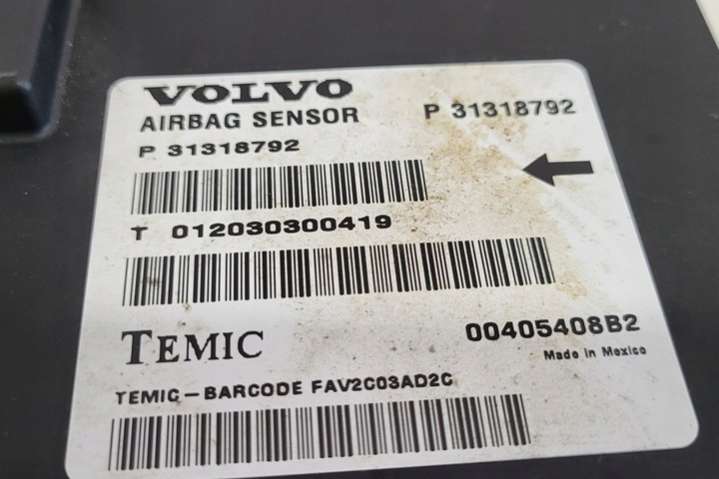 VOLVO
AIRBAG SENSOR
P 31318792
P 31318792
T 012030300419
TEMIC
00405408B2
Made in Mexico
TEMIC-BARCODE FAV2C03AD2C